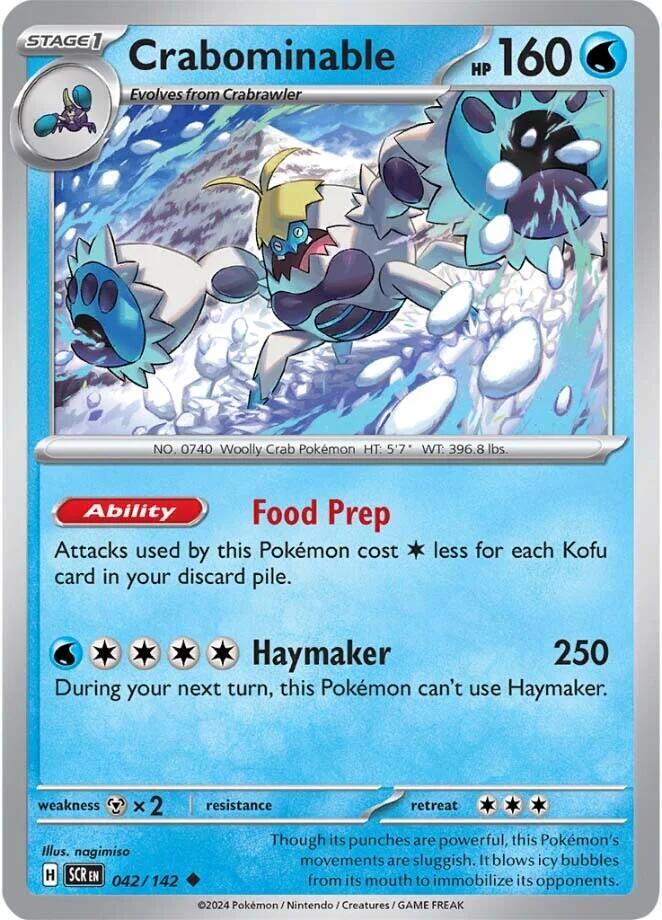 STAGE1
Crabominable
HP 160
Evolves from Crabrawler
NO. 0740 Woolly Crab Pokémon HT: 5'7" WT: 396.8 lbs.
Ability Food Prep
Attacks used by this Pokémon cost less for each Kofu
card in your discard pile.
Haymaker 250
During your next turn, this Pokémon can't use Haymaker.
weakness ×2 resistance retreat
Illus. nagimiso
H SCR EN 042/142
Though its punches are powerful, this Pokémon's
movements are sluggish. It blows icy bubbles
from its mouth to immobilize its opponents.
©2024 Pokémon / Nintendo / Creatures / GAME FREAK